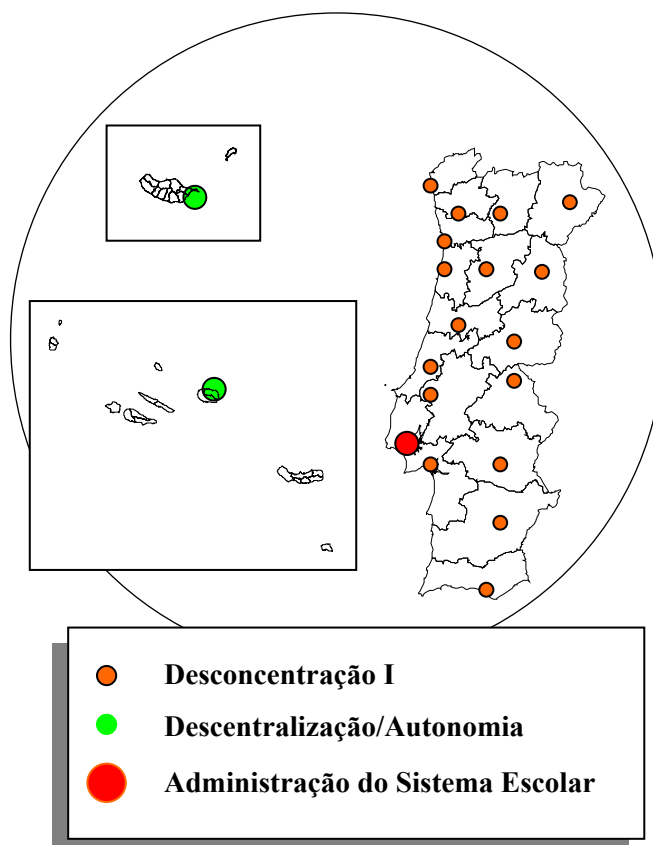 Desconcentração I
Descentralização/Autonomia
Administração do Sistema Escolar